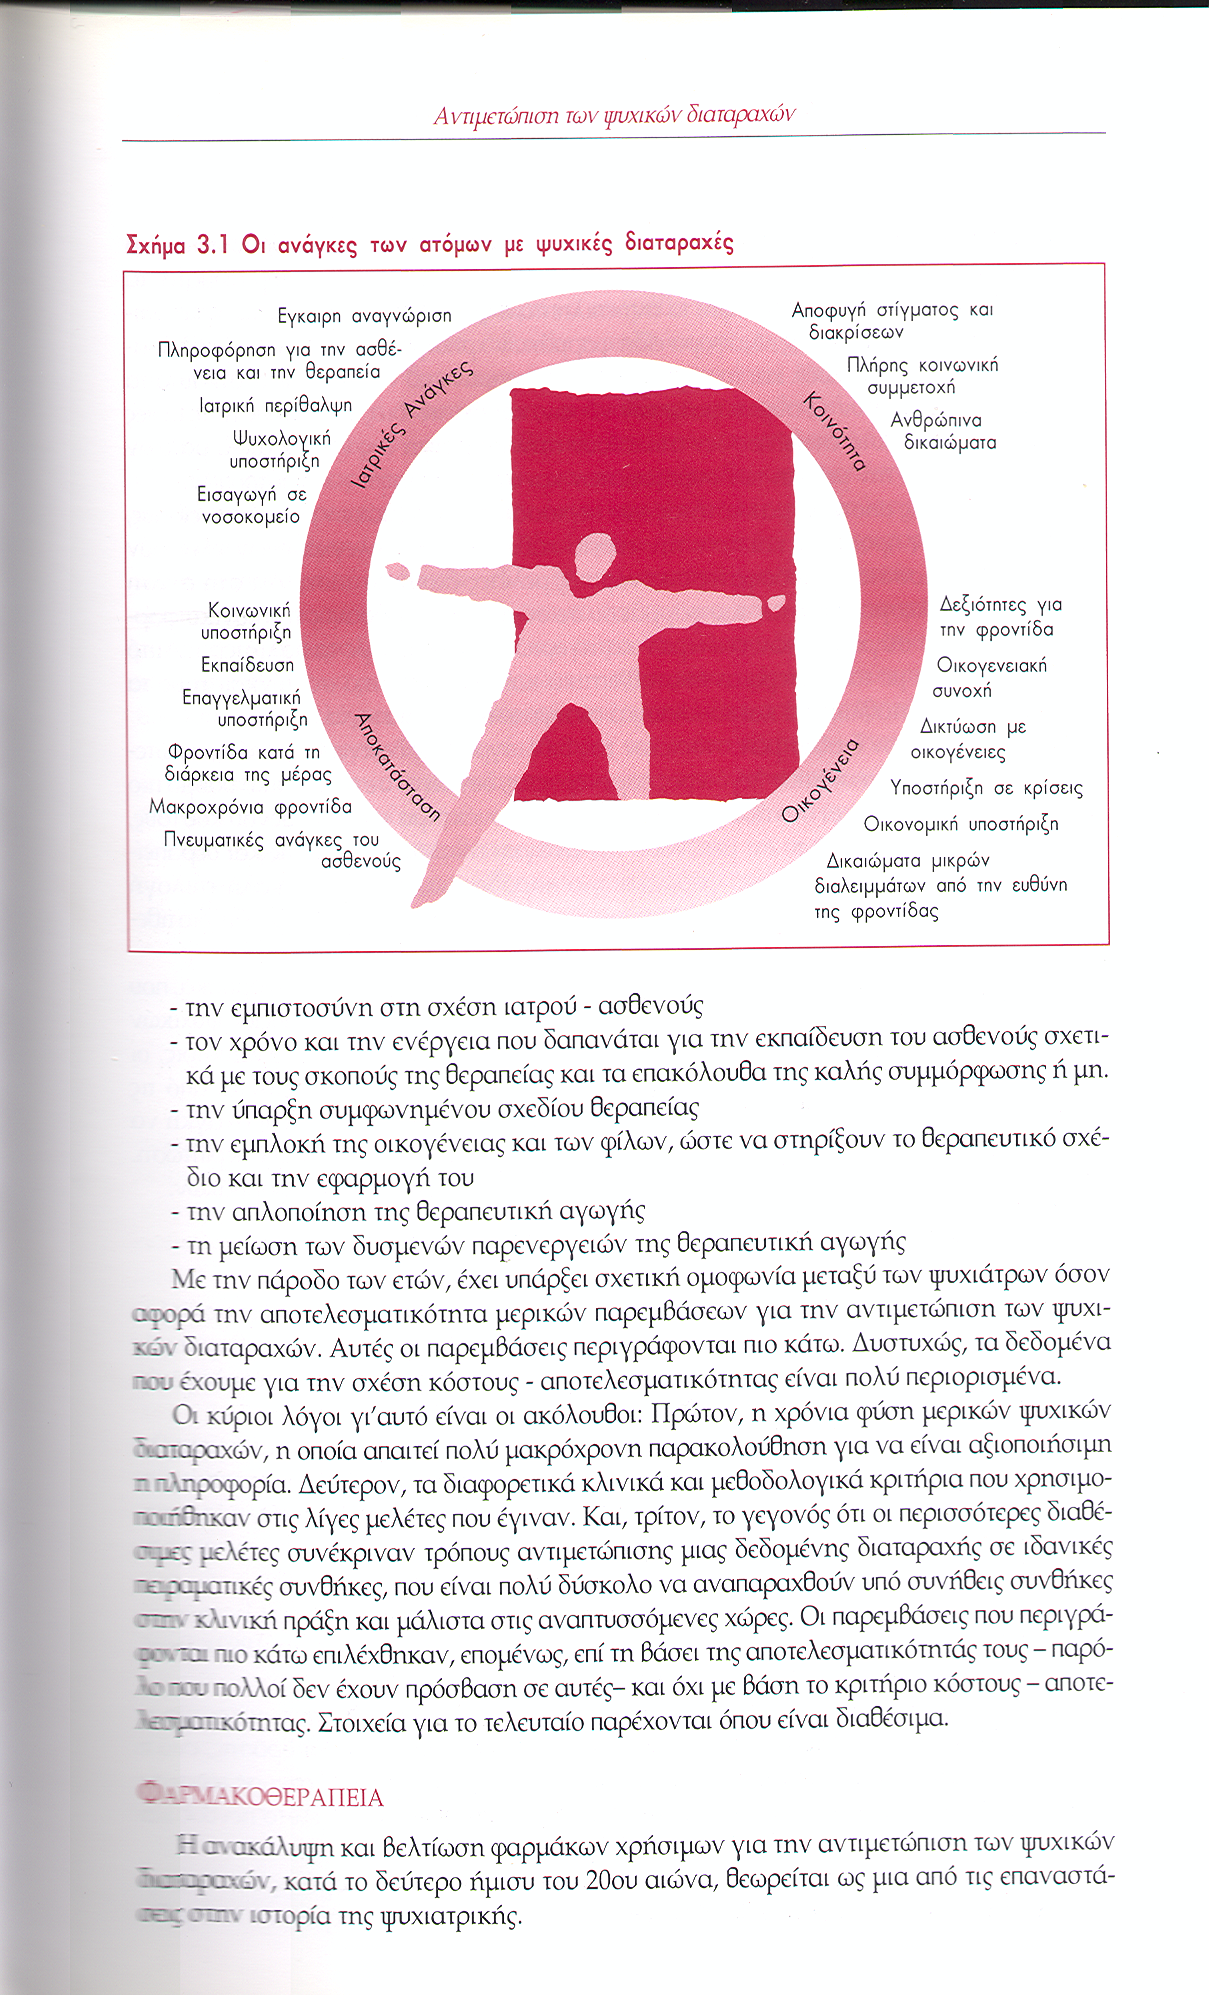 Αντιμετώπιση των ψυχικών διαταραχών
Σχήμα 3.1 Οι ανάγκες των ατόμων με ψυχικές διαταραχές
Εγκαιρη αναγνώριση
Πληροφόρηση για την ασθέ-
νεια και την θεραπεία
Ιατρική περίθαλψη
Ψυχολογική
υποστήριξη
Εισαγωγή σε
νοσοκομείο
Ιατρικές Ανάγκες
Αποφυγή στίγματος και
διακρίσεων
Πλήρης κοινωνική
συμμετοχή
Ανθρώπινα
δικαιώματα
Κοινότητα
Κοινωνική
υποστήριξη
Εκπαίδευση
Επαγγελματική
υποστήριξη
Φροντίδα κατά τη
διάρκεια της μέρας
Μακροχρόνια φροντίδα
Πνευματικές ανάγκες του
ασθενούς
Αποκατάσταση
Δεξιότητες για
την φροντίδα
Οικογενειακή
συνοχή
Δικτύωση με
οικογένειες
Υποστήριξη σε κρίσεις
Οικονομική υποστήριξη
Δικαιώματα μικρών
διαλειμμάτων από την ευθύνη
της φροντίδας
Οικογένεια
- την εμπιστοσύνη στη σχέση ιατρού - ασθενούς
- τον χρόνο και την ενέργεια που δαπανάται για την εκπαίδευση του ασθενούς σχετι-
κά με τους σκοπούς της θεραπείας και τα επακόλουθα της καλής συμμόρφωσης ή μη.
- την ύπαρξη συμφωνημένου σχεδίου θεραπείας
- την εμπλοκή της οικογένειας και των φίλων, ώστε να στηρίξουν το θεραπευτικό σχέ-
διο και την εφαρμογή του
- την απλοποίηση της θεραπευτική αγωγής
- τη μείωση των δυσμενών παρενεργειών της θεραπευτική αγωγής
Με την πάροδο των ετών, έχει υπάρξει σχετική ομοφωνία μεταξύ των ψυχιάτρων όσον
αφορά την αποτελεσματικότητα μερικών παρεμβάσεων για την αντιμετώπιση των ψυχι-
κών διαταραχών. Αυτές οι παρεμβάσεις περιγράφονται πιο κάτω. Δυστυχώς, τα δεδομένα
που έχουμε για την σχέση κόστους - αποτελεσματικότητας είναι πολύ περιορισμένα.
Οι κύριοι λόγοι γι'αυτό είναι οι ακόλουθοι: Πρώτον, η χρόνια φύση μερικών ψυχικών
διαταραχών, η οποία απαιτεί πολύ μακρόχρονη παρακολούθηση για να είναι αξιοποιήσιμη
η πληροφορία. Δεύτερον, τα διαφορετικά κλινικά και μεθοδολογικά κριτήρια που χρησιμο-
ποιήθηκαν στις λίγες μελέτες που έγιναν. Και, τρίτον, το γεγονός ότι οι περισσότερες διαθέ-
σιμες μελέτες συνέκριναν τρόπους αντιμετώπισης μιας δεδομένης διαταραχής σε ιδανικές
πειραματικές συνθήκες, που είναι πολύ δύσκολο να αναπαραχθούν υπό συνήθεις συνθήκες
στην κλινική πράξη και μάλιστα στις αναπτυσσόμενες χώρες. Οι παρεμβάσεις που περιγρά-
φονται πιο κάτω επιλέχθηκαν, επομένως, επί τη βάσει της αποτελεσματικότητάς τους – παρό-
λο που πολλοί δεν έχουν πρόσβαση σε αυτές– και όχι με βάση το κριτήριο κόστους – αποτε-
λεσματικότητας. Στοιχεία για το τελευταίο παρέχονται όπου είναι διαθέσιμα.
ΦΑΡΜΑΚΟΘΕΡΑΠΕΙΑ
Η ανακάλυψη και βελτίωση φαρμάκων χρήσιμων για την αντιμετώπιση των ψυχικών
διαταραχών, κατά το δεύτερο ήμισυ του 20ου αιώνα, θεωρείται ως μια από τις επαναστά-
σεις στην ιστορία της ψυχιατρικής.